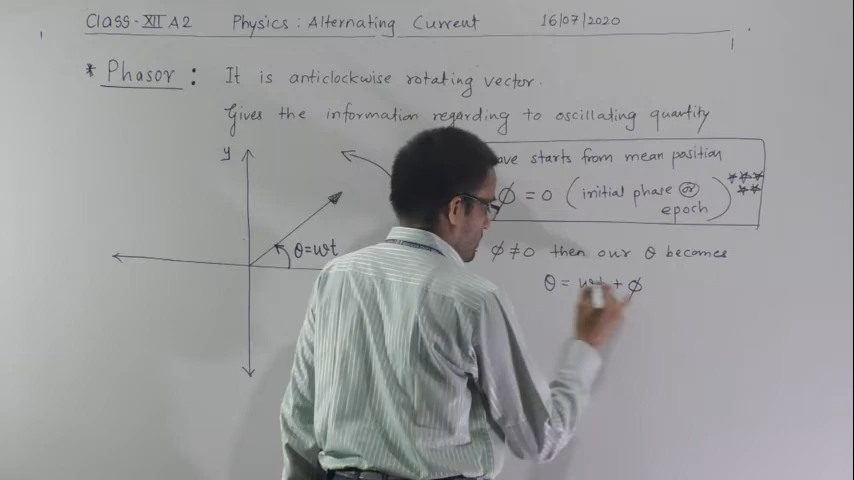 CLASS-XII A2 Physics : Alternating Current 16/07/2020
* Phasor : It is anticlockwise rotating vector.
Gives the information regarding to oscillating quantity
y
starts from mean position
ϕ = 0 (initial phase or epoch)
θ=ωt
ϕ ≠ 0 then our θ becomes
θ = ωt + ϕ